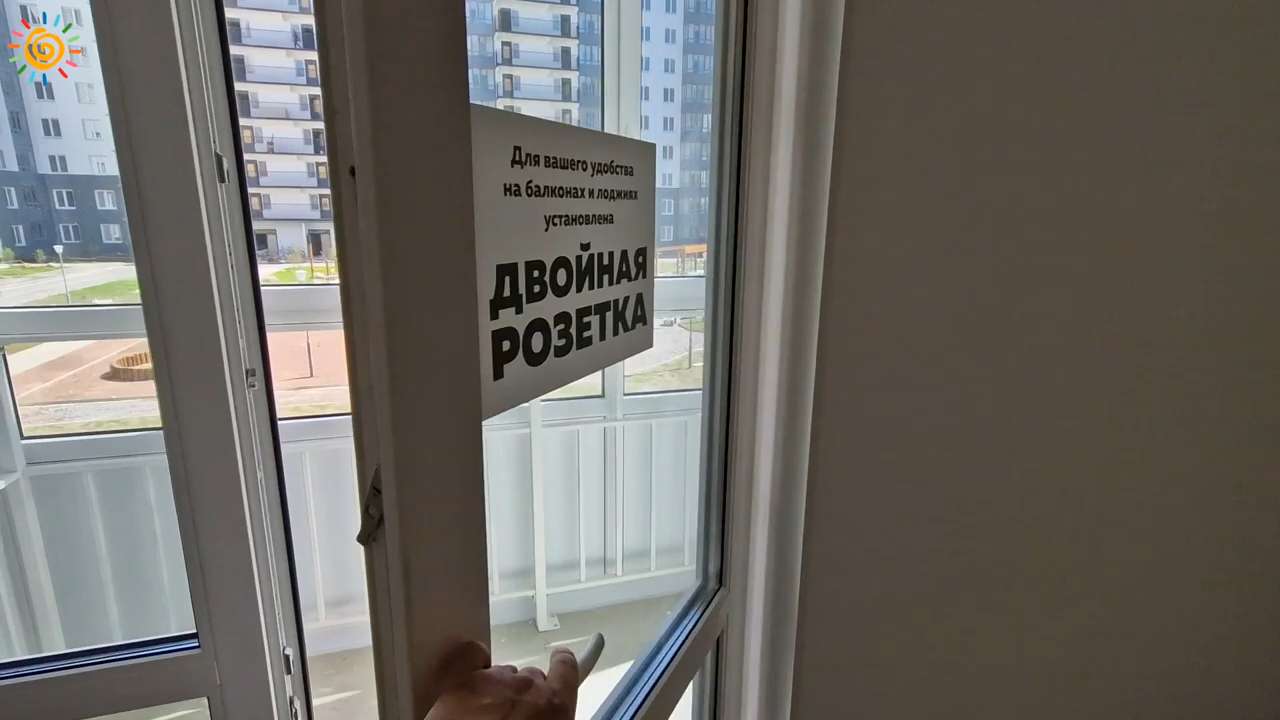 Для вашего удобства
на балконах и лоджиях
установлена
ДВОЙНАЯ
РОЗЕТКА